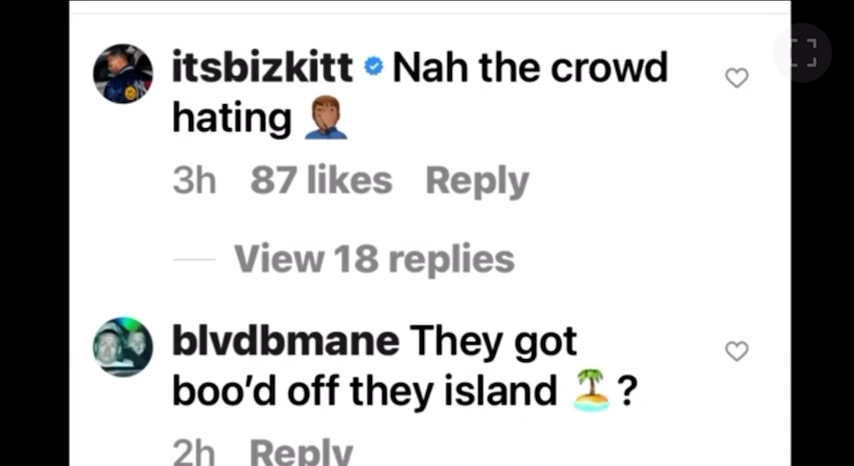 itsbizkitt Nah the crowd
hating 🤦🏾‍♂️
3h 87 likes Reply
View 18 replies
blvdbmane They got
boo'd off they island 🏝️?
2h Reply